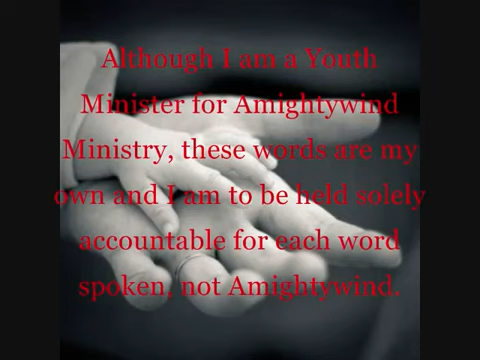 Although I am a Youth
Minister for Amightywind
Ministry, these words are my
own and I am to be held solely
accountable for each word
spoken, not Amightywind.